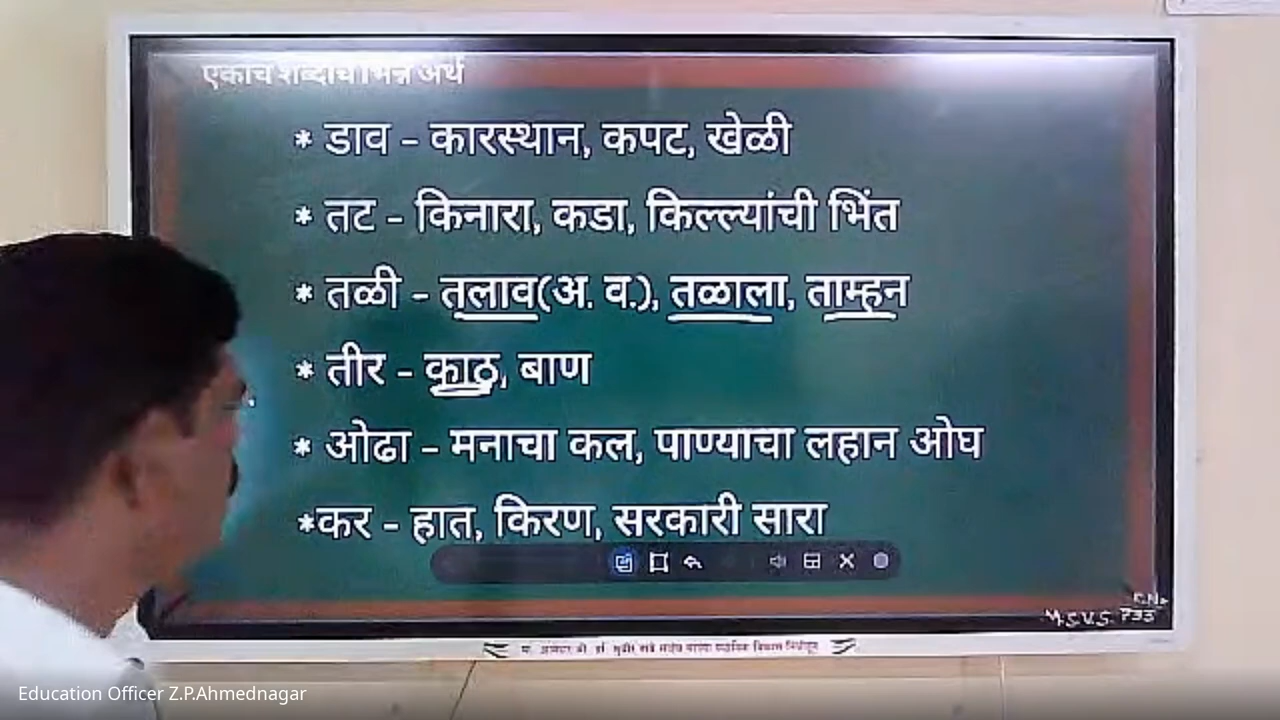 एकाच शब्दाचे भिन्न अर्थ
* डाव – कारस्थान, कपट, खेळी
* तट – किनारा, कडा, किल्ल्यांची भिंत
* तळी – तलाव(अ. व.), तळाला, ताम्हन
* तीर – काठ, बाण
* ओढा – मनाचा कल, पाण्याचा लहान ओघ
*कर – हात, किरण, सरकारी सारा
M.S.V.S.
Education Officer Z.P.Ahmednagar